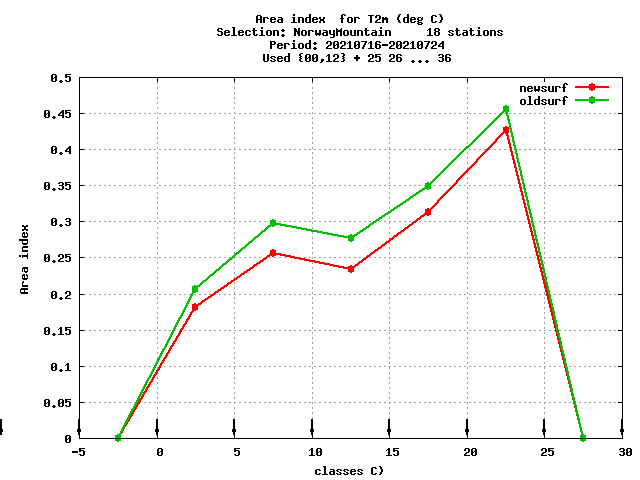 Area index  for T2m (deg C)
Selection: NorwayMountain     18 stations
Period: 20210716-20210724
Used {00,12} + 25 26 ... 36
newsurf
oldsurf
0.5
0.45
0.4
0.35
0.3
0.25
0.2
0.15
0.1
0.05
0
Area index
-5 0 5 10 15 20 25 30
classes C)